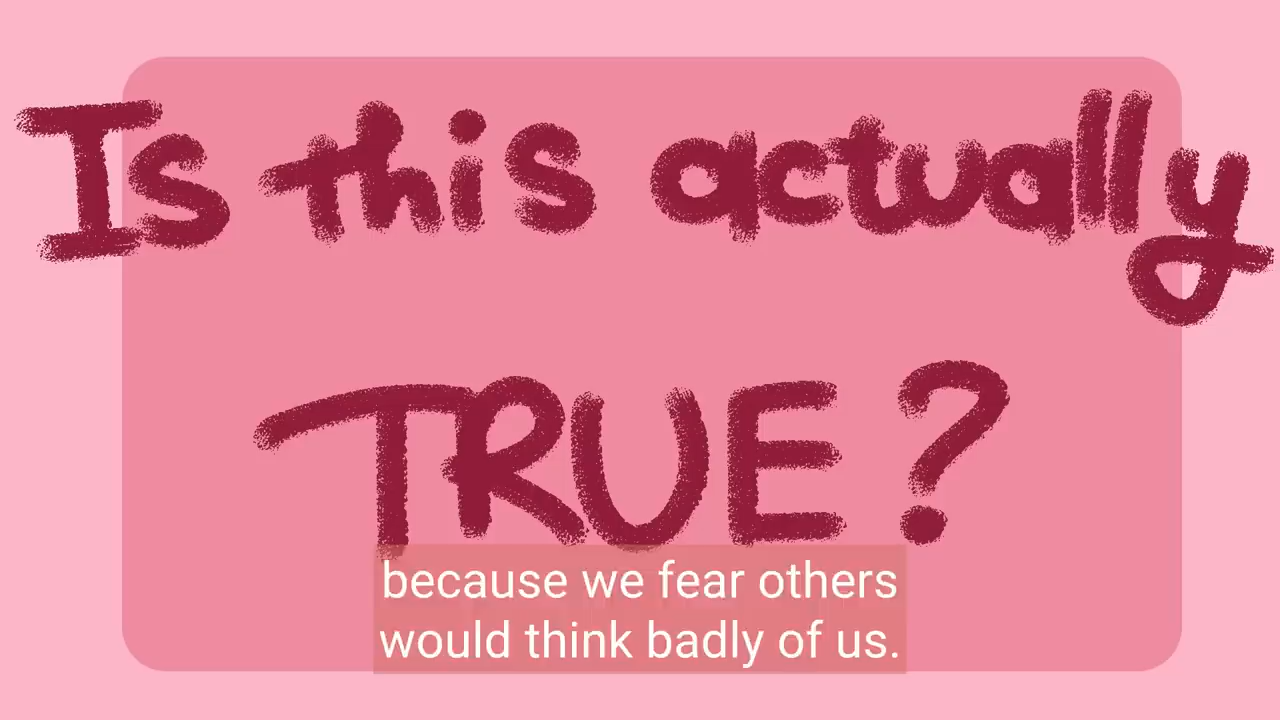 Is this actually
TRUE?
because we fear others
would think badly of us.